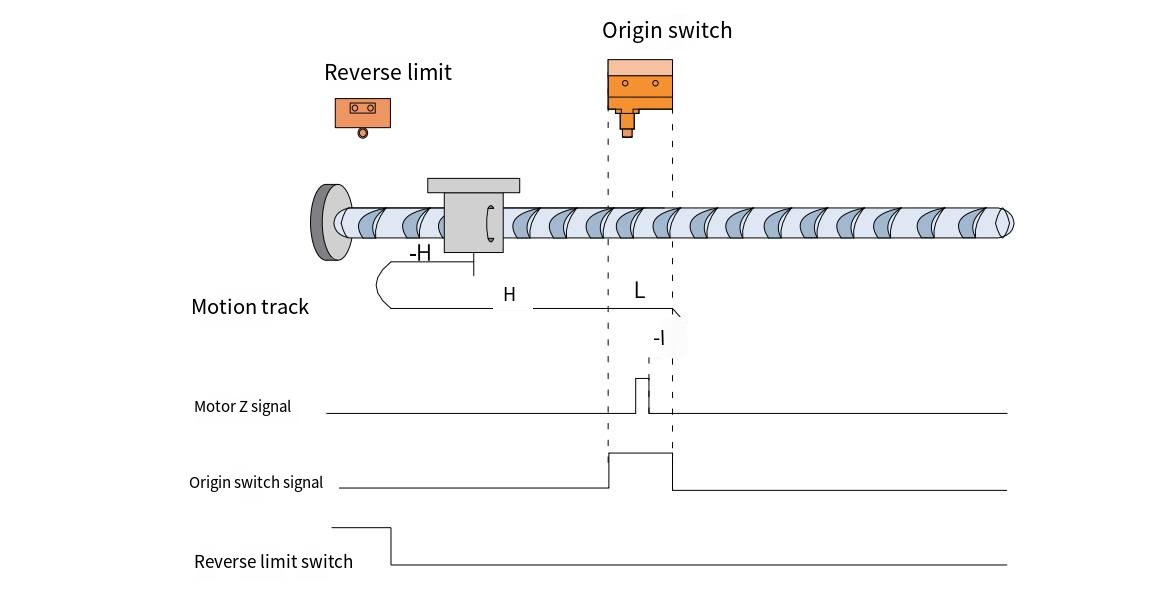 Origin switch
Reverse limit
-H
H
L
Motion track
-l
Motor Z signal
Origin switch signal
Reverse limit switch